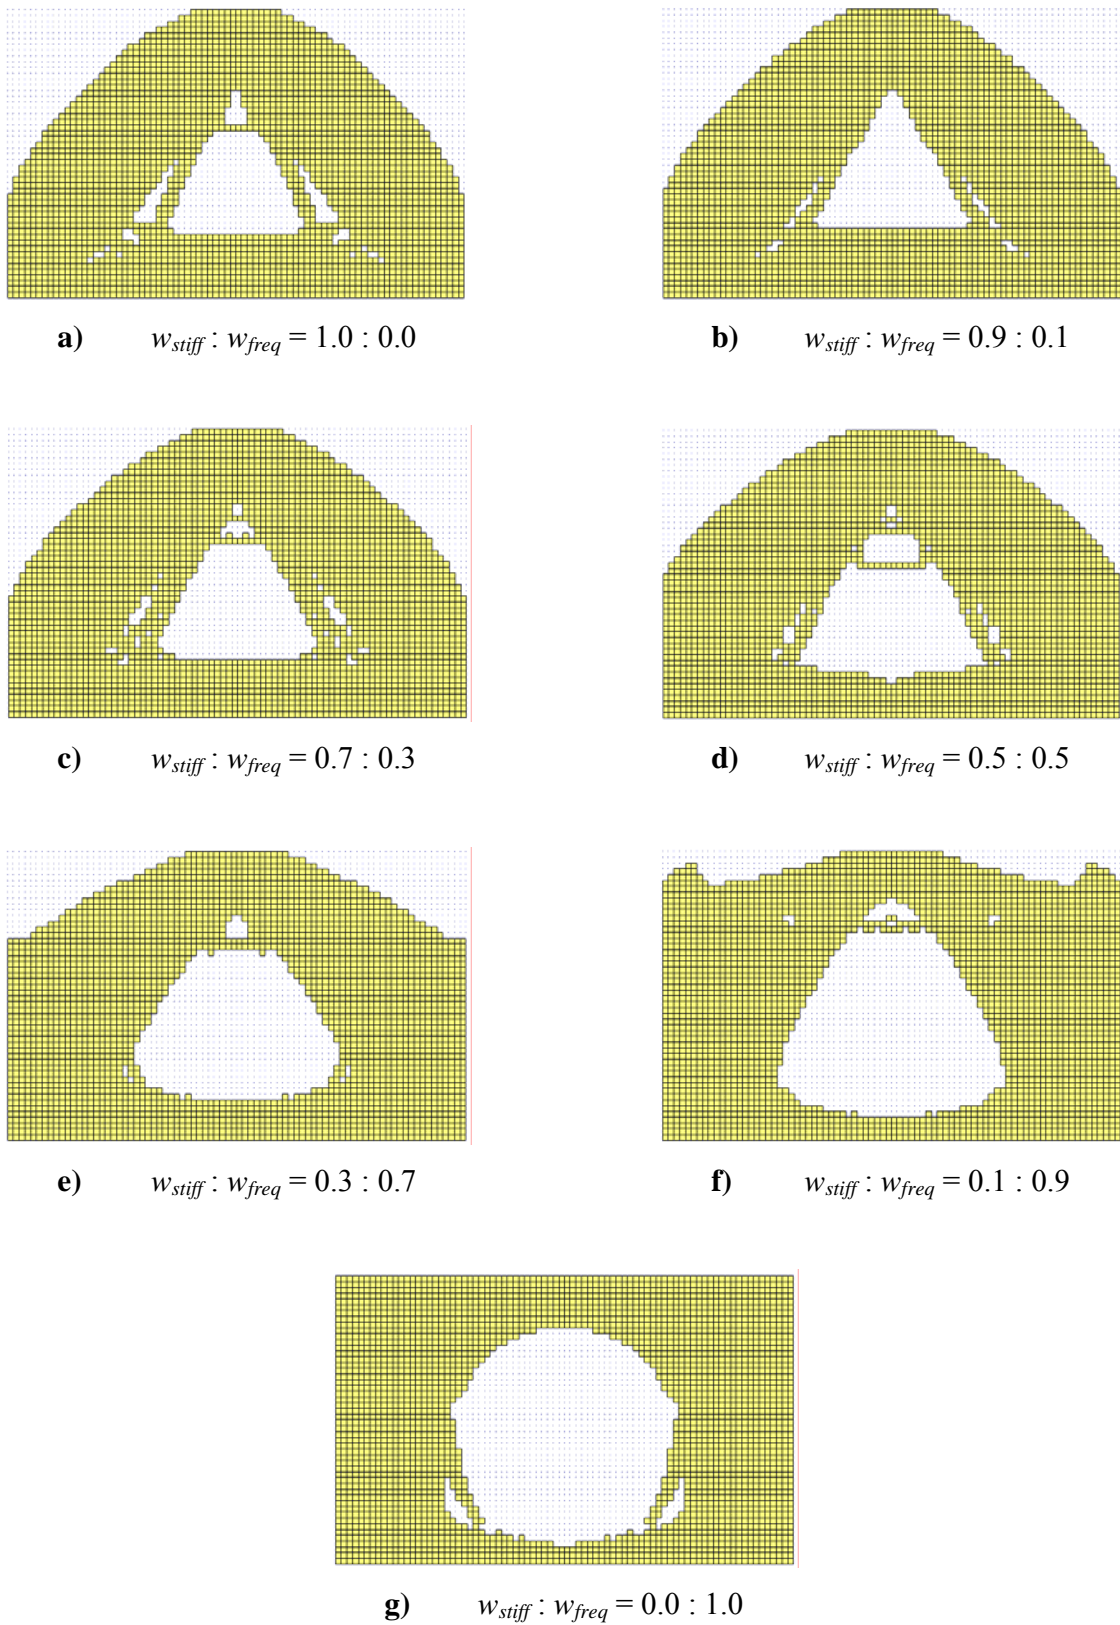 a) w_stiff : w_freq = 1.0 : 0.0
b) w_stiff : w_freq = 0.9 : 0.1
c) w_stiff : w_freq = 0.7 : 0.3
d) w_stiff : w_freq = 0.5 : 0.5
e) w_stiff : w_freq = 0.3 : 0.7
f) w_stiff : w_freq = 0.1 : 0.9
g) w_stiff : w_freq = 0.0 : 1.0